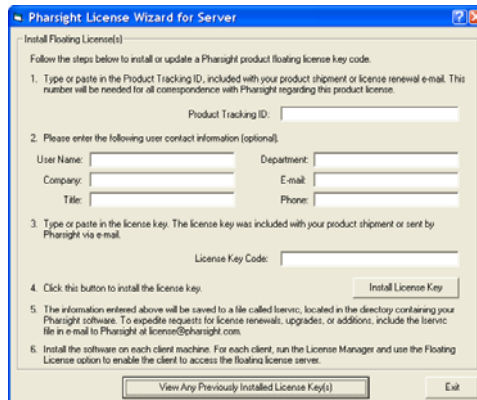 Pharsight License Wizard for Server
Install Floating License(s)
Follow the steps below to install or update a Pharsight product floating license key code.
1. Type or paste in the Product Tracking ID, included with your product shipment or license renewal e-mail. This
number will be needed for all correspondence with Pharsight regarding this product license.
Product Tracking ID:
2. Please enter the following user contact information (optional).
User Name: Department:
Company: E-mail:
Title: Phone:
3. Type or paste in the license key. The license key was included with your product shipment or sent by
Pharsight via e-mail.
License Key Code:
4. Click this button to install the license key. Install License Key
5. The information entered above will be saved to a file called lservrc, located in the directory containing your
Pharsight software. To expedite requests for license renewals, upgrades, or additions, include the lservrc
file in e-mail to Pharsight at license@pharsight.com.
6. Install the software on each client machine. For each client, run the License Manager and use the Floating
License option to enable the client to access the floating license server.
View Any Previously Installed License Key(s) Exit